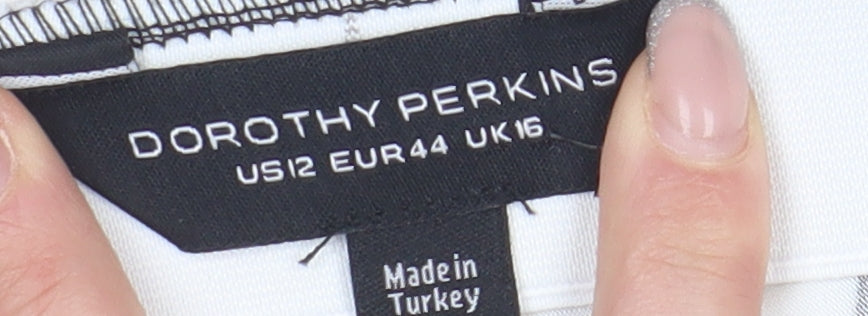 DOROTHY PERKINS
US12 EUR44 UK16
Made in
Turkey